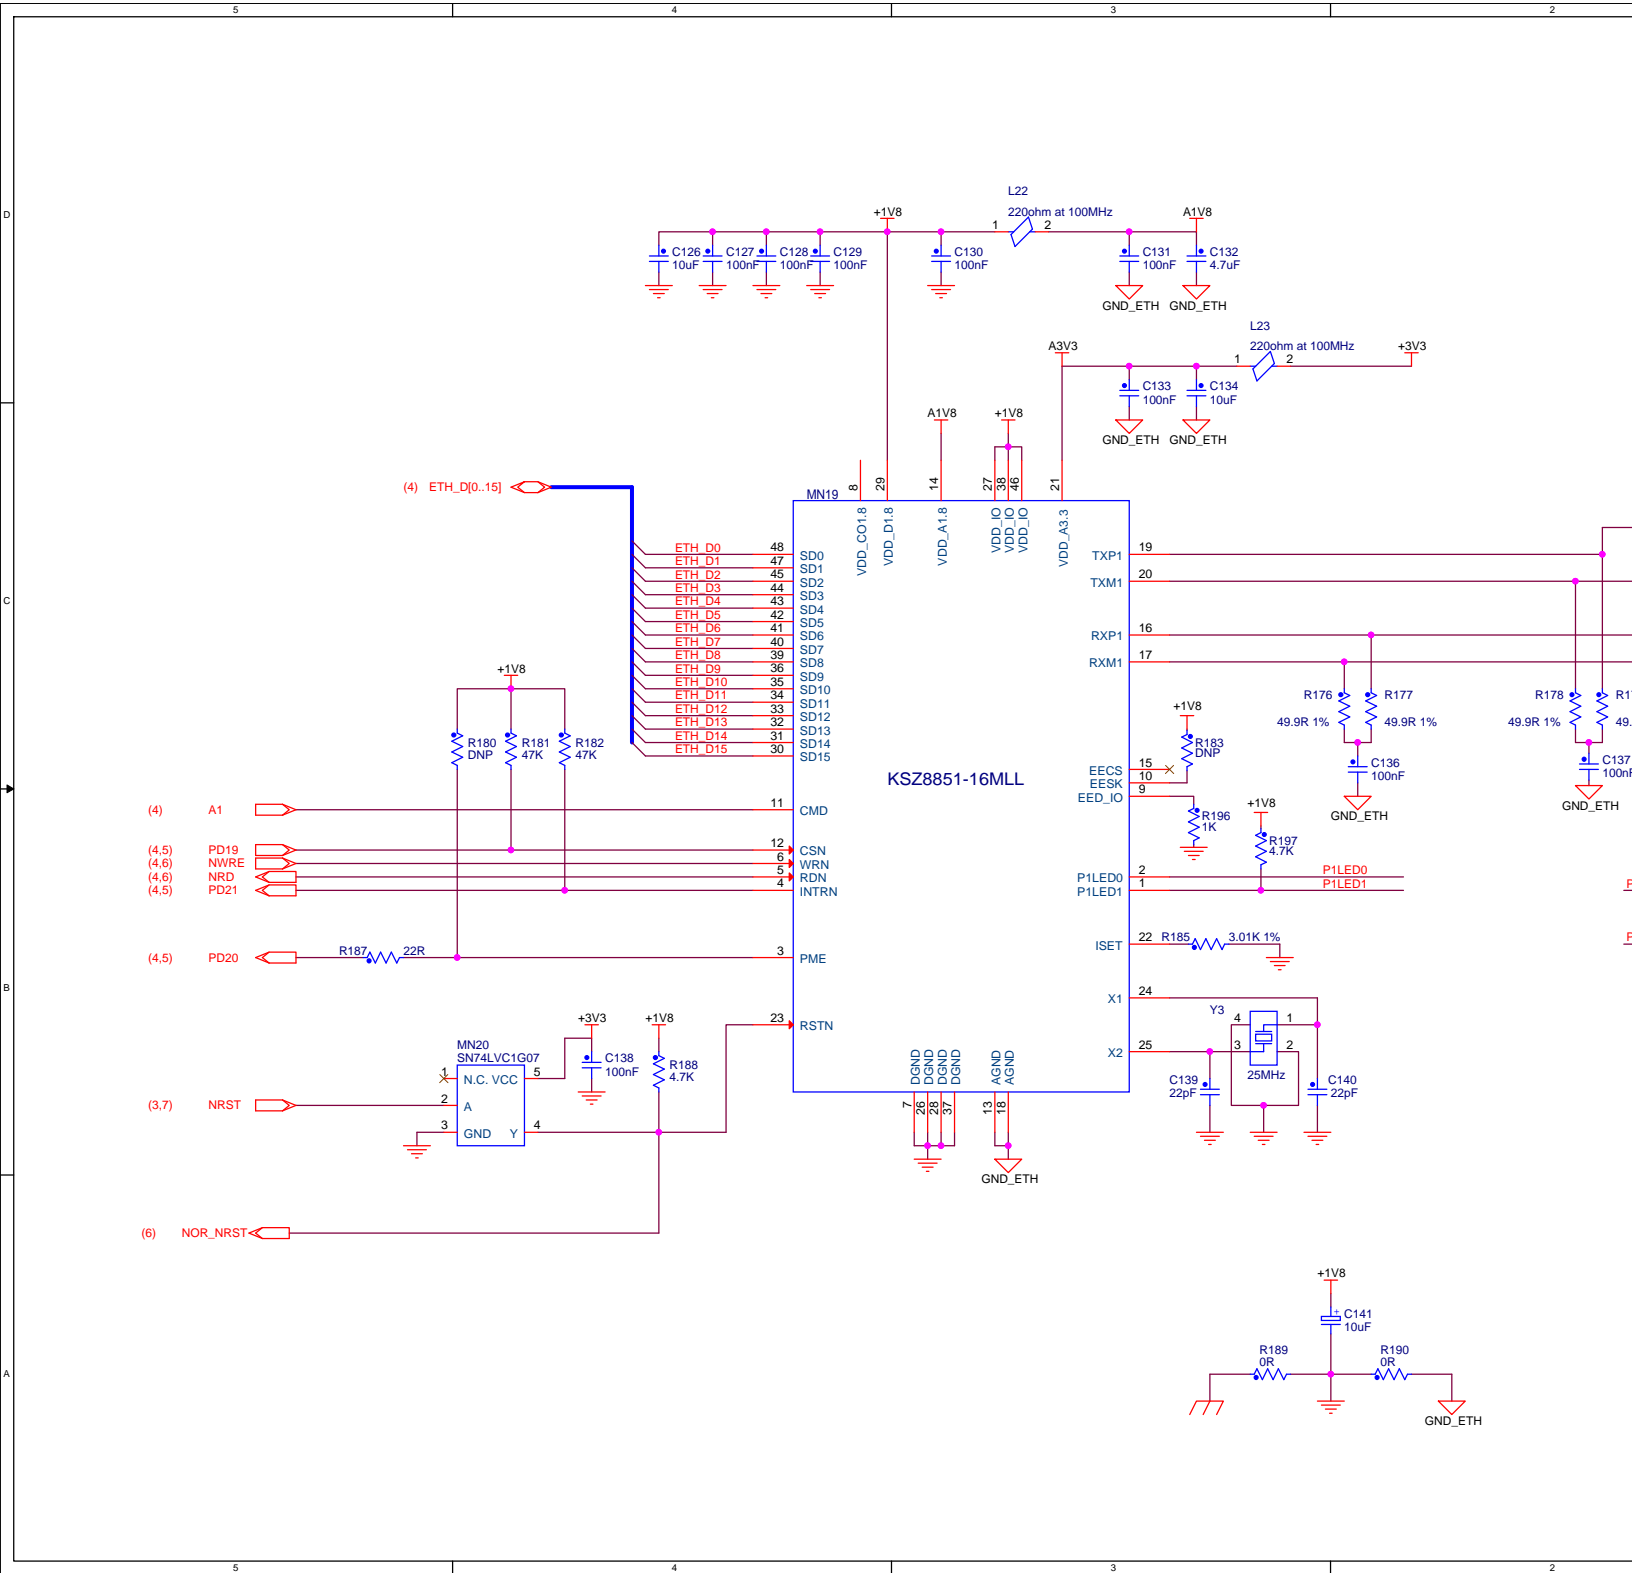 5 4 3 2
D
C
B
A
L22
220ohm at 100MHz
+1V8
1 2
A1V8
C126
10uF
C127
100nF
C128
100nF
C129
100nF
C130
100nF
C131
100nF
C132
4.7uF
GND_ETH GND_ETH
L23
220ohm at 100MHz
A3V3
1 2
+3V3
C133
100nF
C134
10uF
GND_ETH GND_ETH
A1V8
+1V8
(4) ETH_D[0..15]
MN19
8 29 14 27 38 46 21
VDD_CO1.8
VDD_D1.8
VDD_A1.8
VDD_IO
VDD_IO
VDD_IO
VDD_A3.3
ETH_D0 48 SD0
ETH_D1 47 SD1
ETH_D2 45 SD2
ETH_D3 44 SD3
ETH_D4 43 SD4
ETH_D5 42 SD5
ETH_D6 41 SD6
ETH_D7 40 SD7
ETH_D8 39 SD8
ETH_D9 36 SD9
ETH_D10 35 SD10
ETH_D11 34 SD11
ETH_D12 33 SD12
ETH_D13 32 SD13
ETH_D14 31 SD14
ETH_D15 30 SD15
TXP1 19
TXM1 20
RXP1 16
RXM1 17
+1V8
R180
DNP
R181
47K
R182
47K
KSZ8851-16MLL
R176
49.9R 1%
R177
49.9R 1%
R178
49.9R 1%
C136
100nF
GND_ETH
C137
GND_ETH
+1V8
R183
DNP
EECS 15
EESK 10
EED_IO 9
R196
1K
+1V8
R197
4.7K
P1LED0 2 P1LED0
P1LED1 1 P1LED1
(4) A1 11 CMD
(4,5) PD19 12 CSN
(4,6) NWRE 6 WRN
(4,6) NRD 5 RDN
(4,5) PD21 4 INTRN
(4,5) PD20 R187 22R 3 PME
ISET 22 R185 3.01K 1%
X1 24
X2 25
Y3
4 1
3 2
25MHz
C139
22pF
C140
22pF
23 RSTN
+3V3
+1V8
MN20
SN74LVC1G07
C138
100nF
R188
4.7K
1 N.C. VCC 5
2 A
3 GND Y 4
(3,7) NRST
DGND
DGND
DGND
DGND
AGND
AGND
7 26 28 37 13 18
GND_ETH
(6) NOR_NRST
+1V8
+
C141
10uF
R189
0R
R190
0R
GND_ETH
5 4 3 2